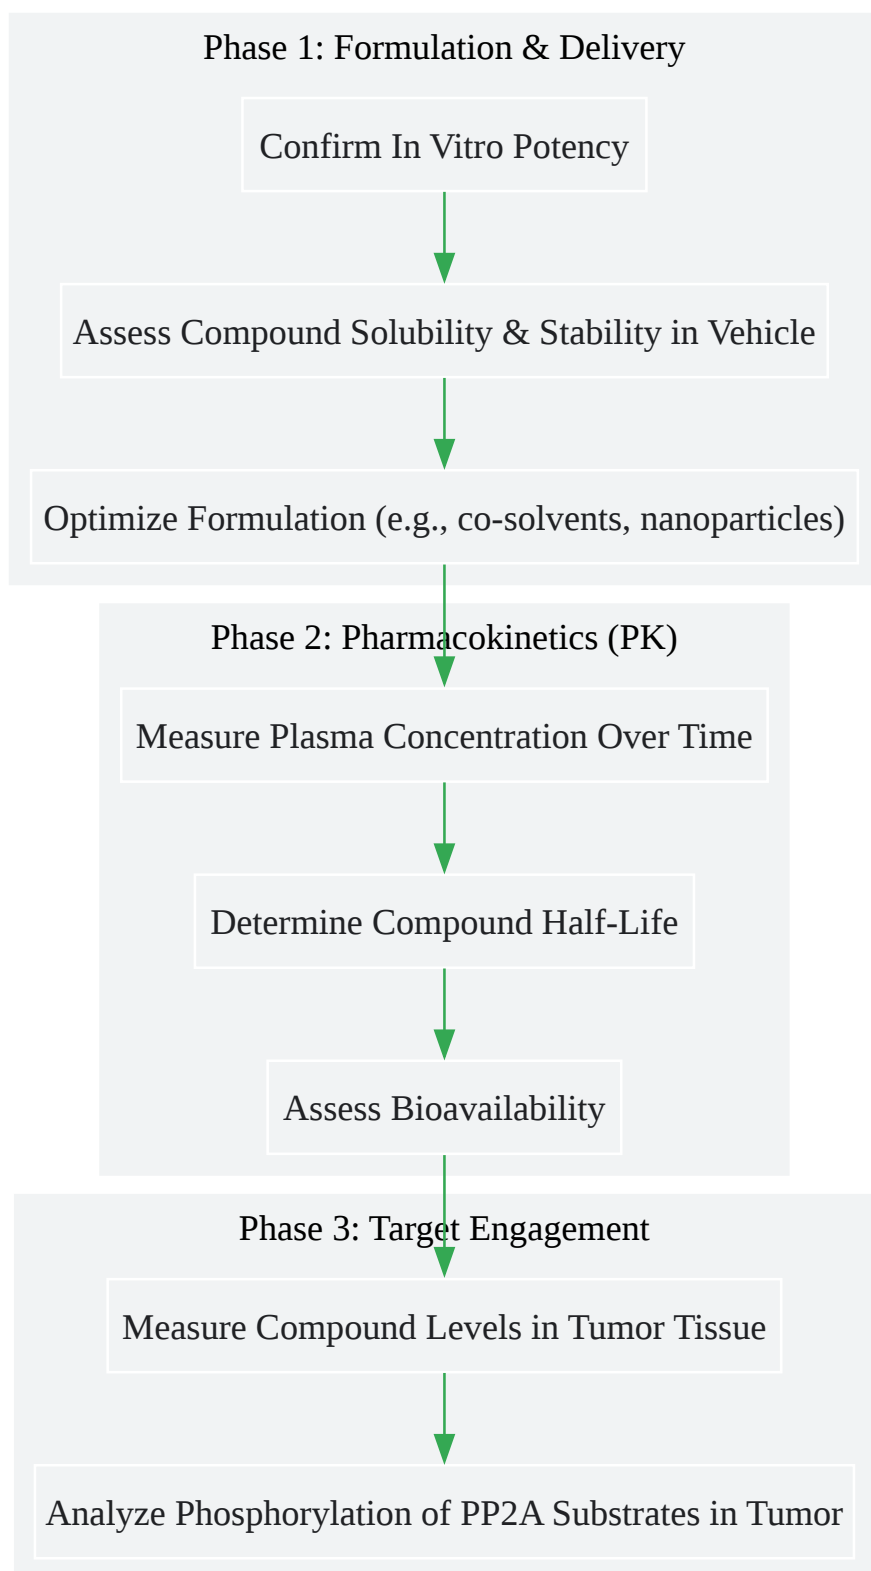 Phase 1: Formulation & Delivery
Confirm In Vitro Potency
Assess Compound Solubility & Stability in Vehicle
Optimize Formulation (e.g., co-solvents, nanoparticles)
Phase 2: Pharmacokinetics (PK)
Measure Plasma Concentration Over Time
Determine Compound Half-Life
Assess Bioavailability
Phase 3: Target Engagement
Measure Compound Levels in Tumor Tissue
Analyze Phosphorylation of PP2A Substrates in Tumor